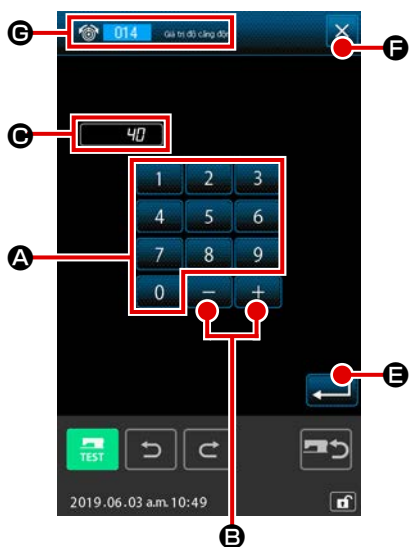 G 014 Giá trị độ căng độn F
C 40
1 2 3
4 5 6
A 7 8 9
0 − +
E
TEST
2019.06.03 a.m. 10:49
B